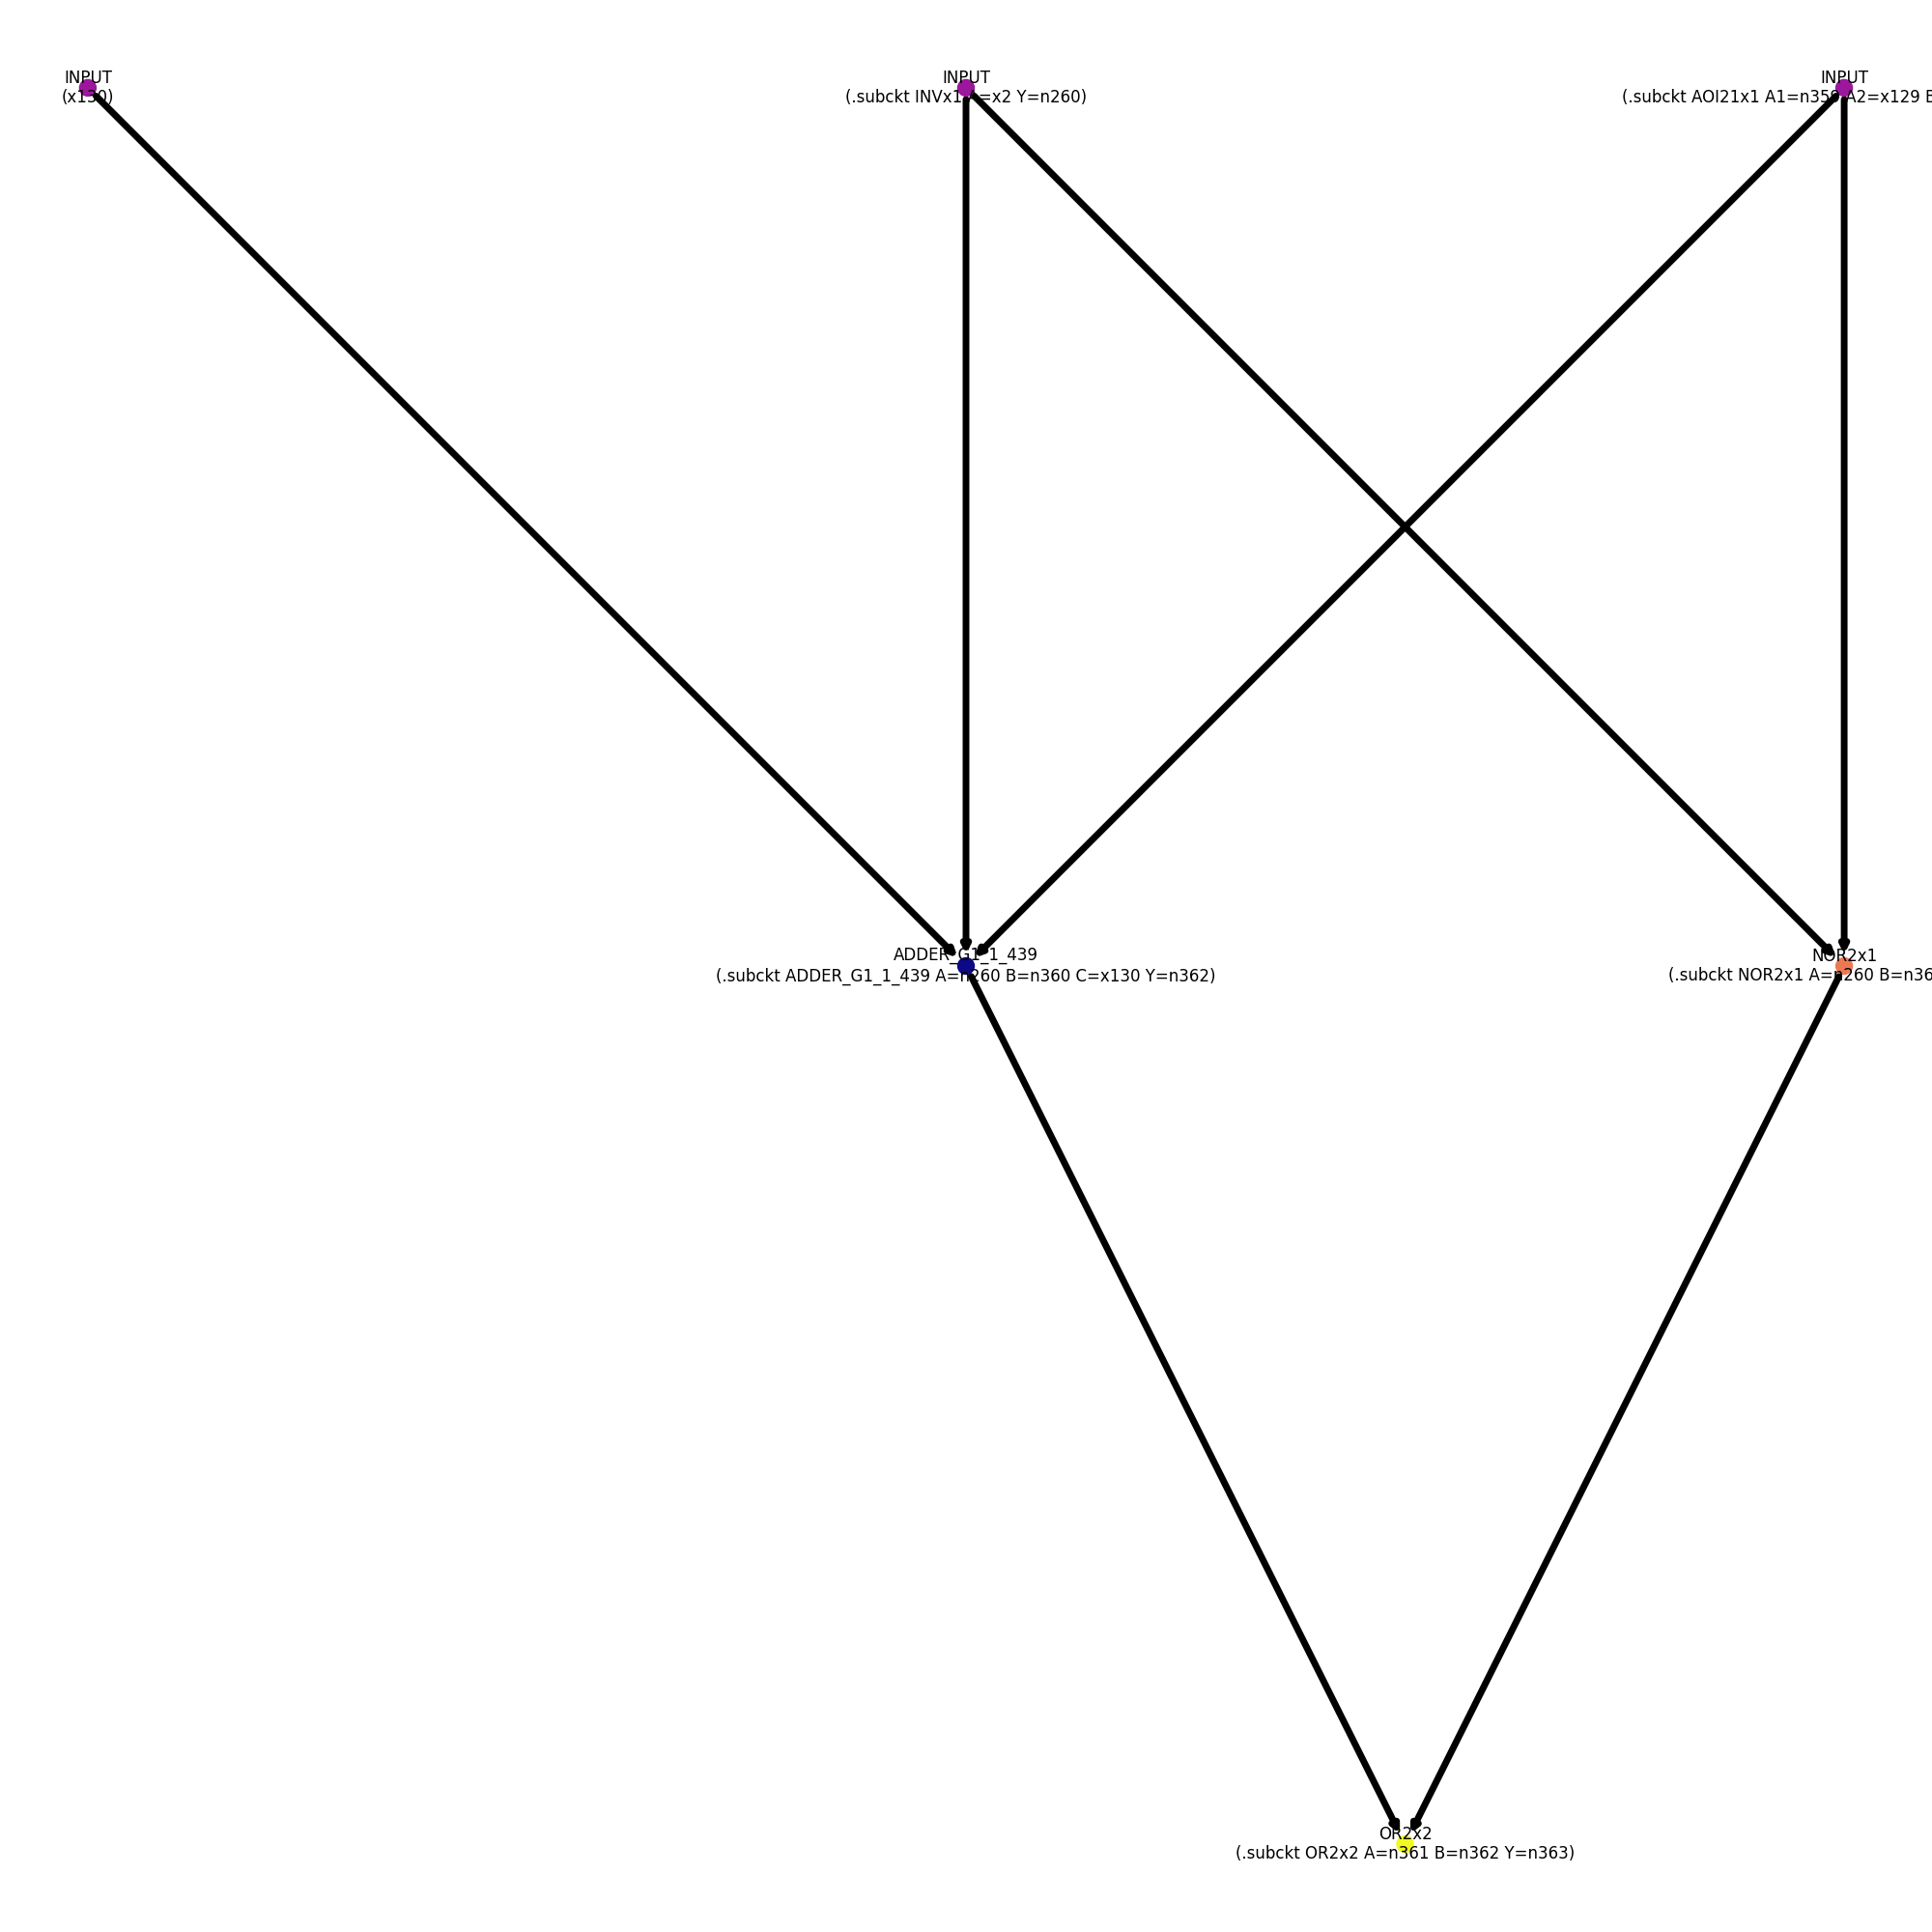 INPUT
(x130)
INPUT
(.subckt INVx1 A=x2 Y=n260)
INPUT
(.subckt AOI21x1 A1=n359 A2=x129
ADDER_G1_1_439
(.subckt ADDER_G1_1_439 A=n260 B=n360 C=x130 Y=n362)
NOR2x1
(.subckt NOR2x1 A=n260
OR2x2
(.subckt OR2x2 A=n361 B=n362 Y=n363)